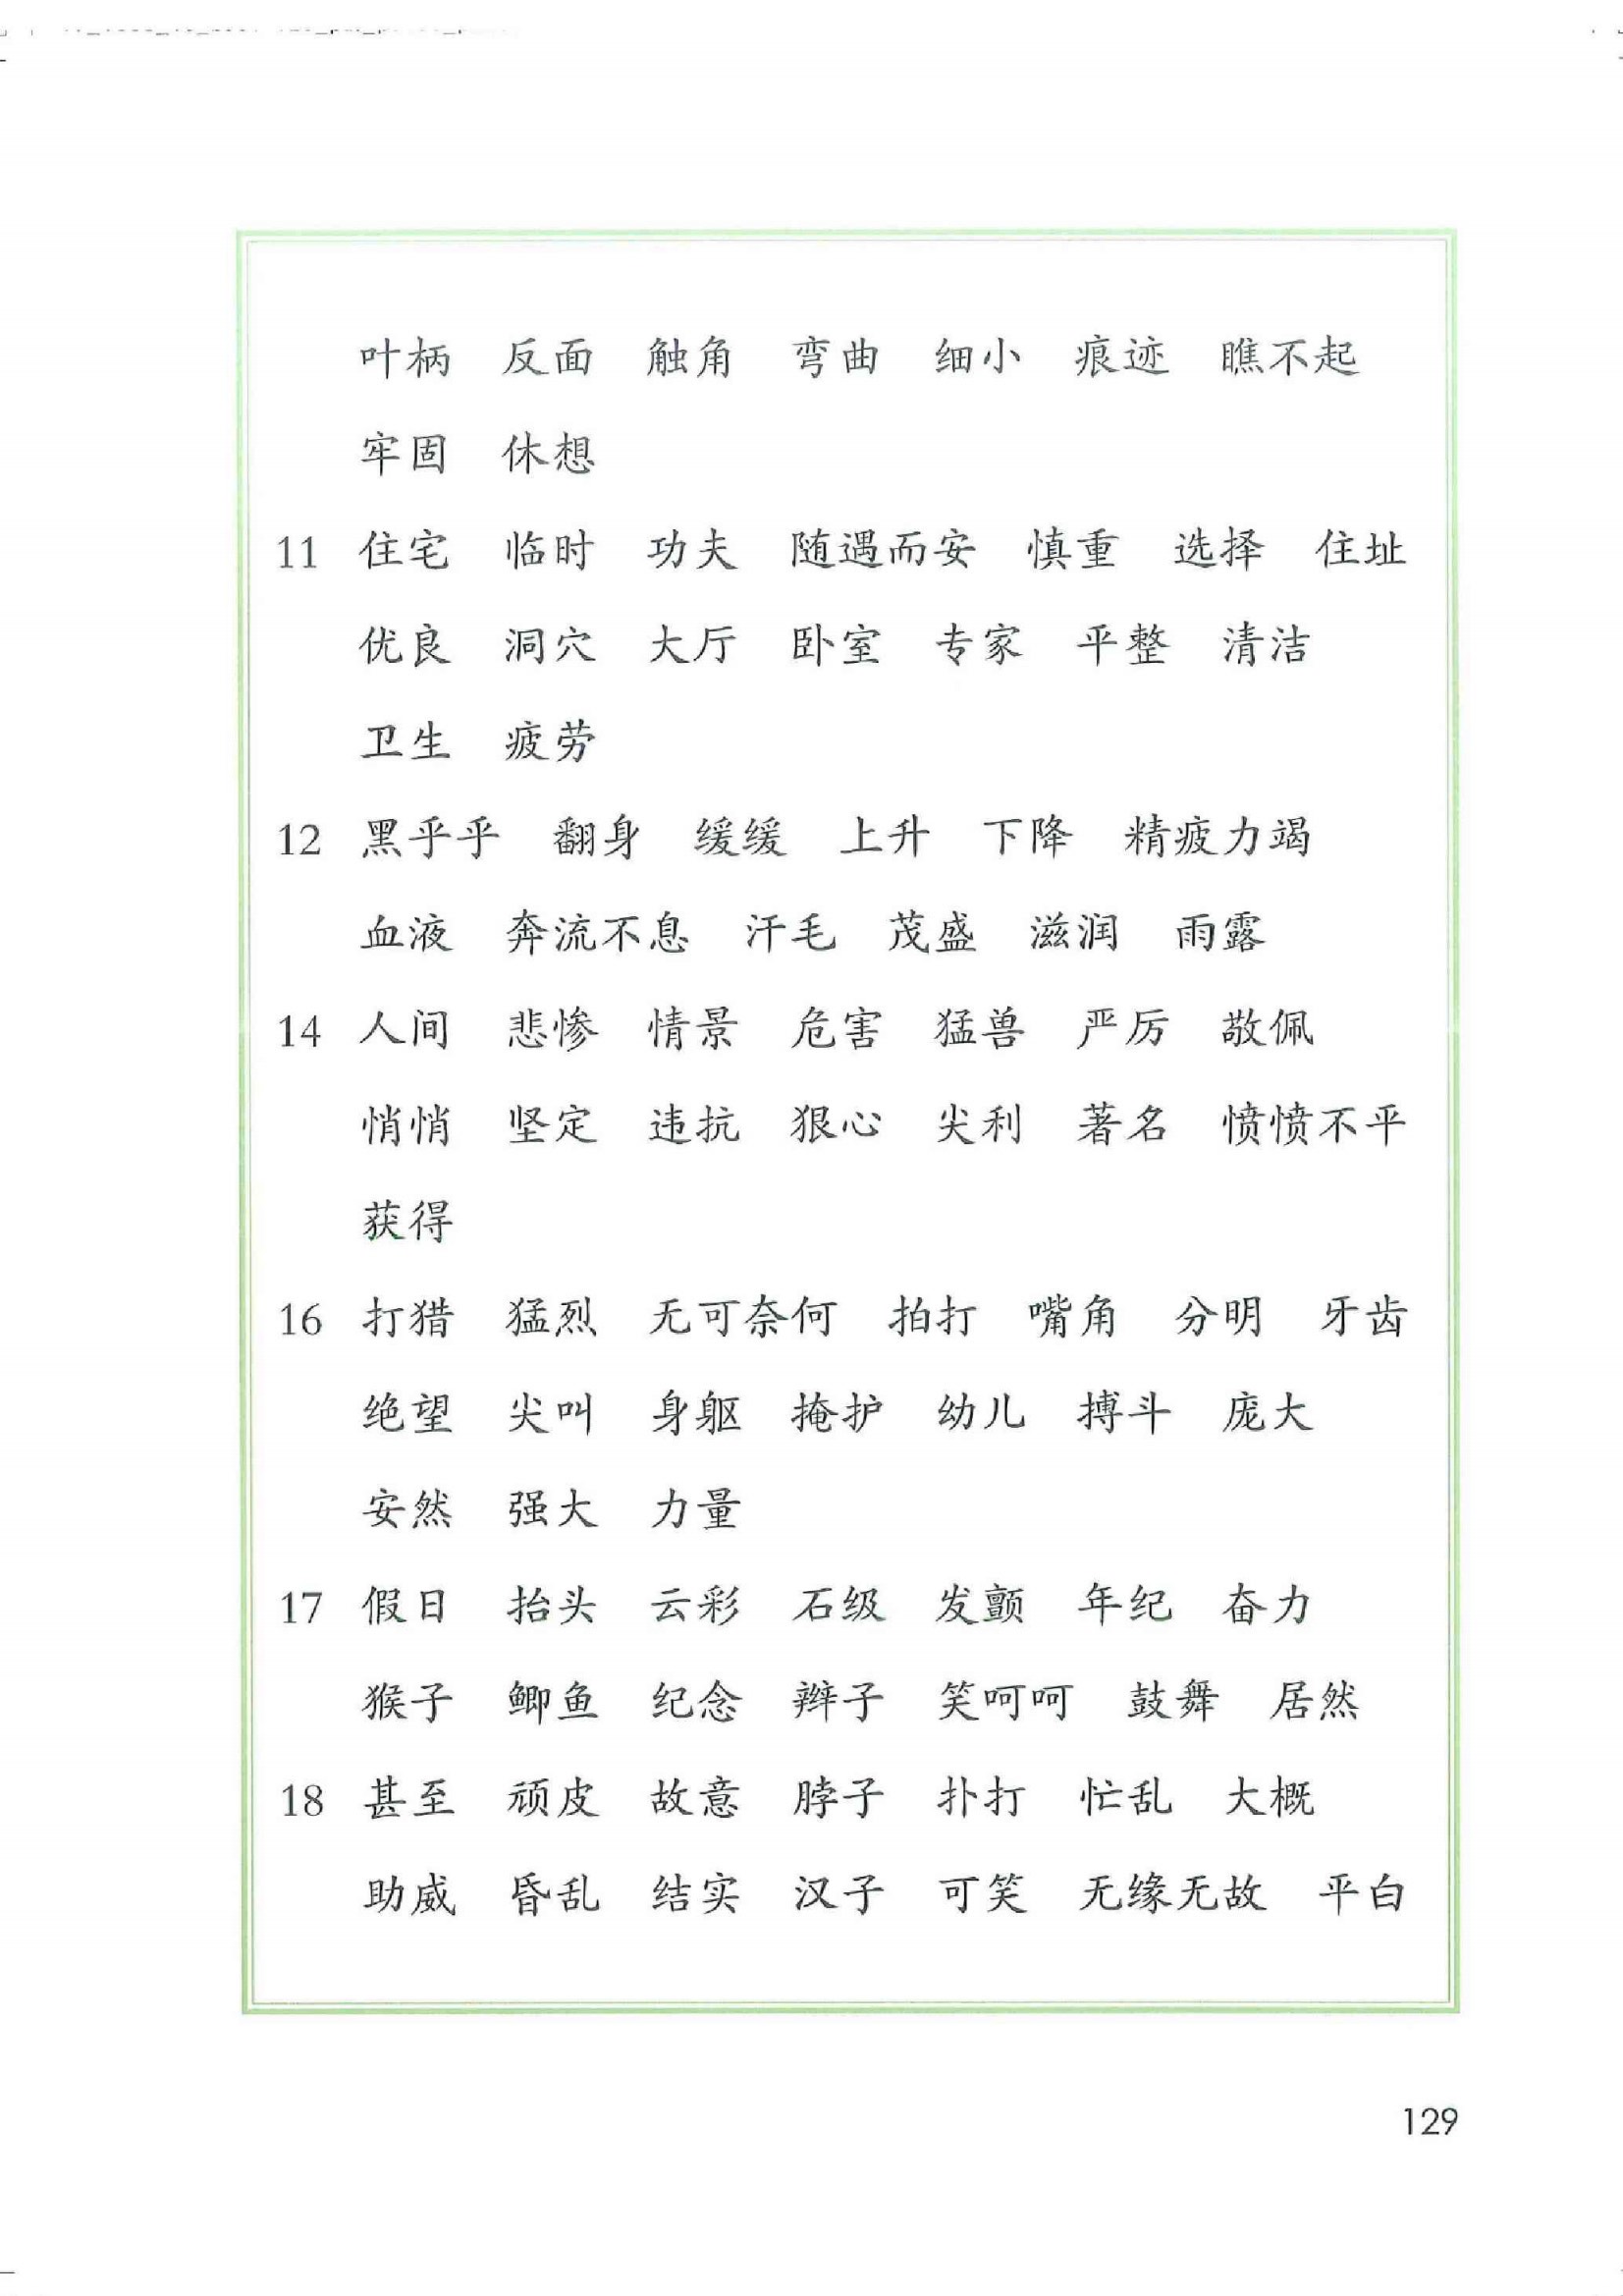 叶柄 反面 触角 弯曲 细小 痕迹 瞧不起
牢固 休想
11 住宅 临时 功夫 随遇而安 慎重 选择 住址
优良 洞穴 大厅 卧室 专家 平整 清洁
卫生 疲劳
12 黑乎乎 翻身 缓缓 上升 下降 精疲力竭
血液 奔流不息 汗毛 茂盛 滋润 雨露
14 人间 悲惨 情景 危害 猛兽 严厉 敬佩
悄悄 坚定 违抗 狠心 尖利 著名 愤愤不平
获得
16 打猎 猛烈 无可奈何 拍打 嘴角 分明 牙齿
绝望 尖叫 身躯 掩护 幼儿 搏斗 庞大
安然 强大 力量
17 假日 抬头 云彩 石级 发颤 年纪 奋力
猴子 鲫鱼 纪念 辫子 笑呵呵 鼓舞 居然
18 甚至 顽皮 故意 脖子 扑打 忙乱 大概
助威 昏乱 结实 汉子 可笑 无缘无故 平白
129